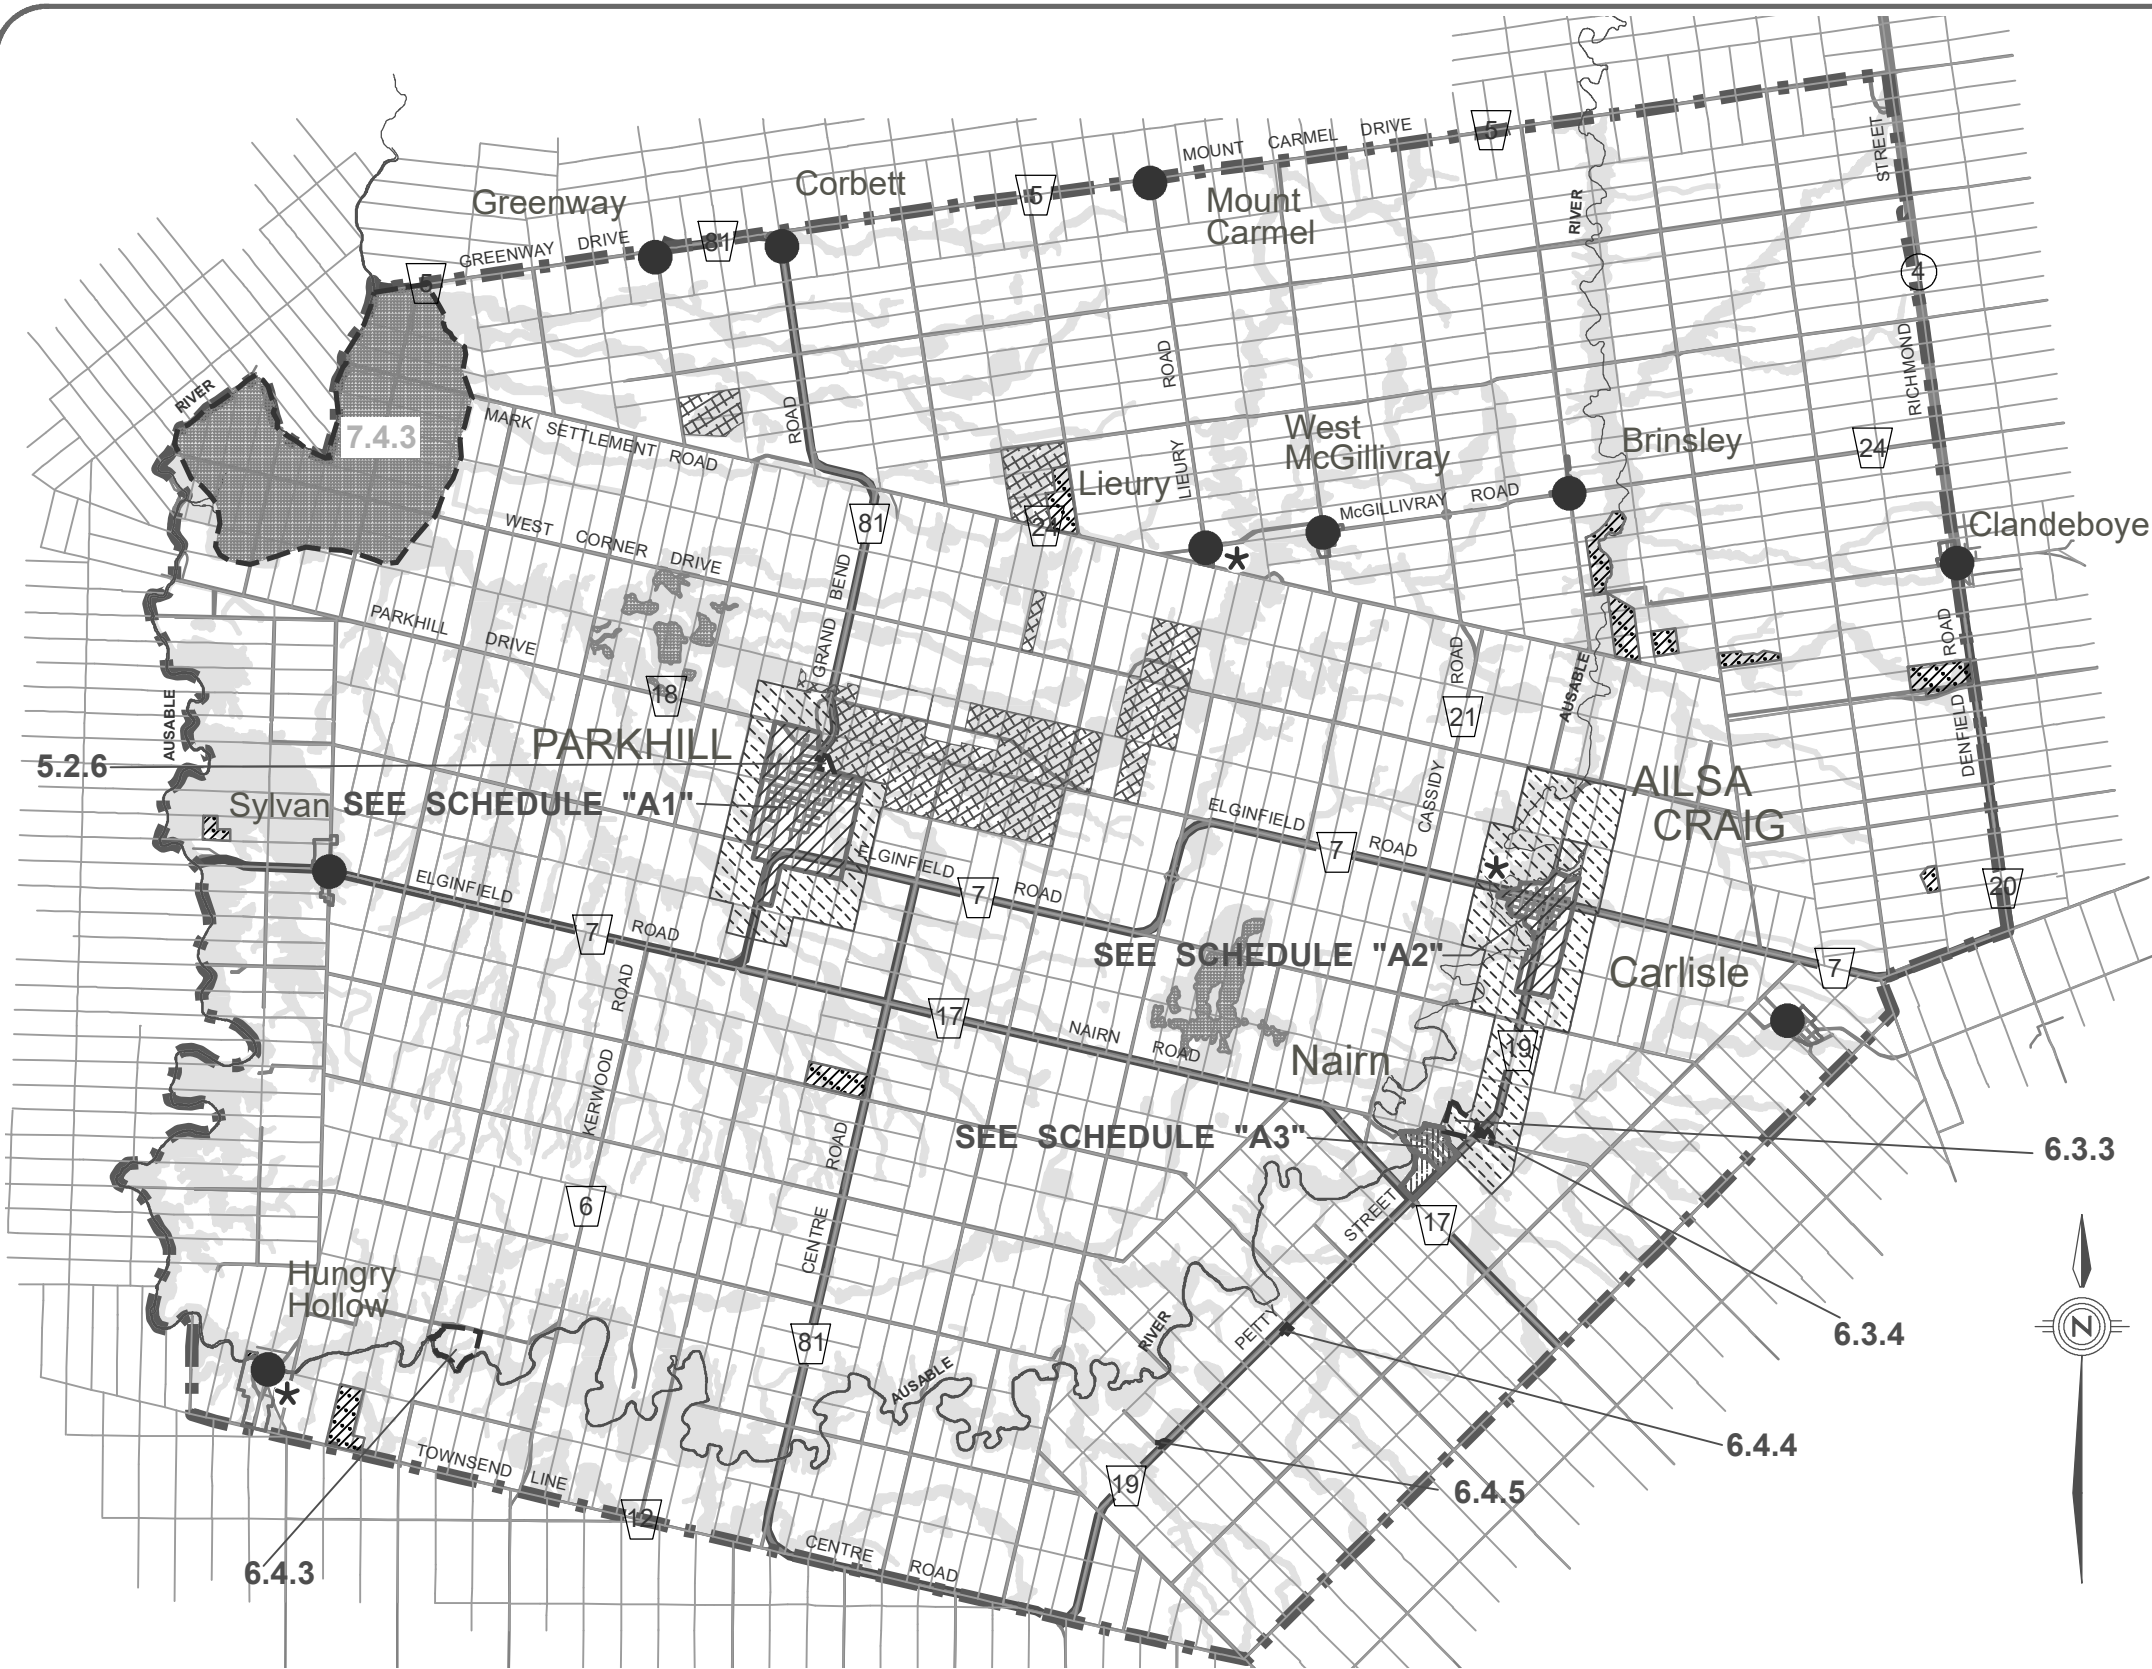 MOUNT CARMEL DRIVE
5
STREET
Greenway
Corbett
5
Mount
Carmel
RIVER
GREENWAY DRIVE
81
5
4
RIVER
7.4.3
MARK SETTLEMENT ROAD
ROAD
ROAD
RICHMOND
West
McGillivray
Brinsley
24
Lieury
LIEURY
McGILLIVRAY ROAD
WEST CORNER DRIVE
81
24
Clandeboye
PARKHILL DRIVE
BEND
GRAND
ROAD
ROAD
18
AUSABLE
21
AUSABLE
DENFIELD
5.2.6
PARKHILL
AILSA
CRAIG
Sylvan
SEE SCHEDULE "A1"
CASSIDY
ELGINFIELD ROAD
7
ELGINFIELD ROAD
7
ELGINFIELD ROAD
7
20
SEE SCHEDULE "A2"
Carlisle
7
ROAD
KERWOOD
17
NAIRN ROAD
Nairn
19
SEE SCHEDULE "A3"
6.3.3
ROAD
CENTRE
6
STREET
17
Hungry
Hollow
N
6.3.4
RIVER
PETTY
81
AUSABLE
6.4.4
TOWNSEND LINE
19
6.4.5
12
CENTRE ROAD
6.4.3